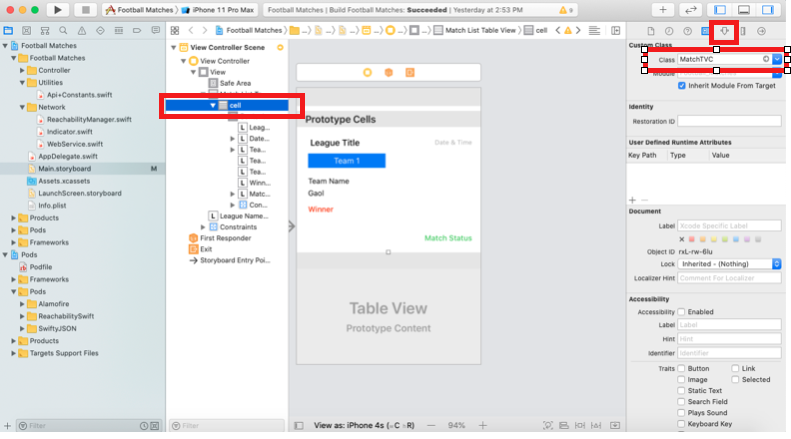 Football Matches
iPhone 11 Pro Max
Football Matches | Build Football Matches: Succeeded | Yesterday at 2:53 PM
Football Matches
Match List Table View
cell
Football Matches
Football Matches
Controller
Utilities
Api+Constants.swift
Network
ReachabilityManager.swift
Indicator.swift
WebService.swift
AppDelegate.swift
Main.storyboard
M
Assets.xcassets
LaunchScreen.storyboard
Info.plist
Products
Pods
Frameworks
Pods
Podfile
Frameworks
Pods
Alamofire
ReachabilitySwift
SwiftyJSON
Products
Targets Support Files
Filter
View Controller Scene
View Controller
View
Safe Area
cell
L Leag...
L Date...
L Tea...
L Tea...
L Tea...
L Winn...
L Matc...
Con...
L League Name...
Constraints
First Responder
Exit
Storyboard Entry Poi...
Filter
Prototype Cells
League Title
Date & Time
Team 1
Team Name
Gaol
Winner
Match Status
Table View
Prototype Content
View as: iPhone 4s (wC hR)
94%
Custom Class
Class MatchTVC
Module
Inherit Module From Target
Identity
Restoration ID
User Defined Runtime Attributes
Key Path Type Value
Document
Label Xcode Specific Label
Object ID rxL-rw-6lu
Lock Inherited - (Nothing)
Localizer Hint Comment For Localizer
Accessibility
Accessibility Enabled
Label Label
Hint Hint
Identifier Identifier
Traits Button Link
Image Selected
Static Text
Search Field
Plays Sound
Keyboard Key